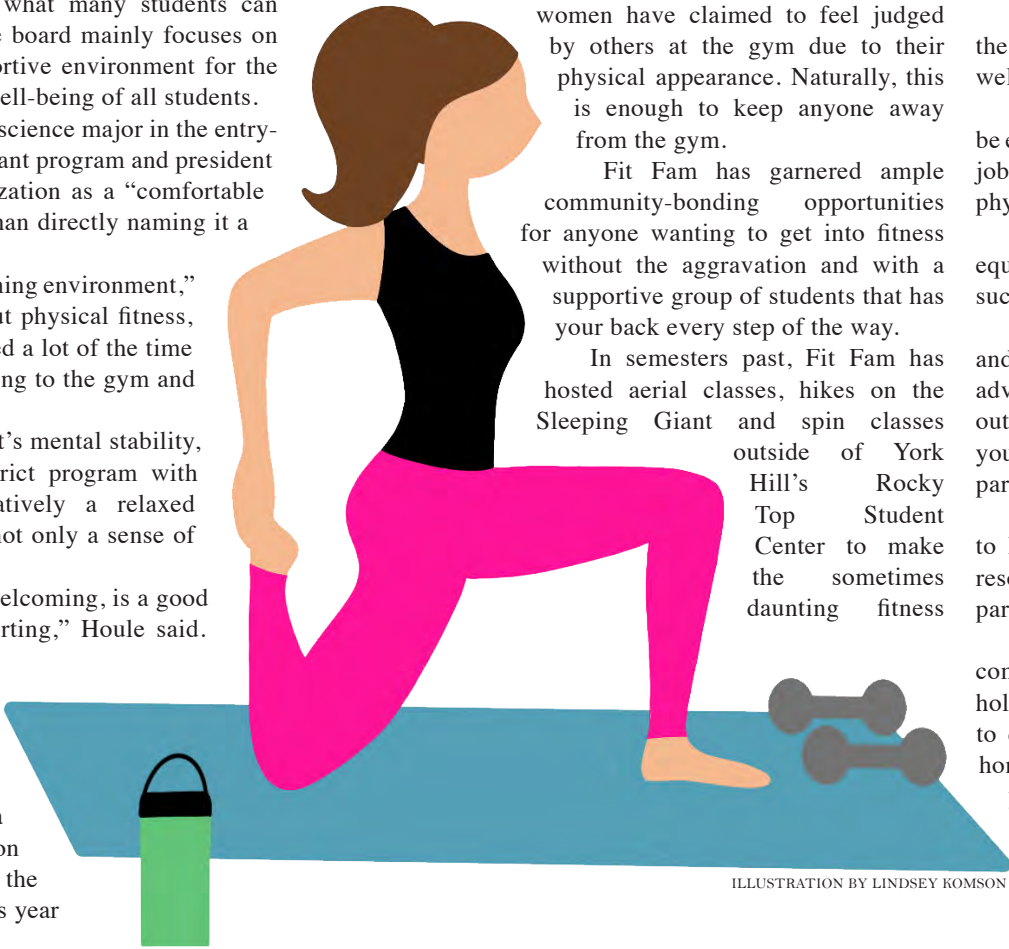 what many students can
e board mainly focuses on
ortive environment for the
ell-being of all students.
science major in the entry-
ant program and president
zation as a “comfortable
han directly naming it a
ning environment,”
ut physical fitness,
ed a lot of the time
ng to the gym and
t’s mental stability,
rict program with
atively a relaxed
not only a sense of
elcoming, is a good
rting,” Houle said.
on
the
s year
women have claimed to feel judged
by others at the gym due to their
physical appearance. Naturally, this
is enough to keep anyone away
from the gym.
Fit Fam has garnered ample
community-bonding opportunities
for anyone wanting to get into fitness
without the aggravation and with a
supportive group of students that has
your back every step of the way.
In semesters past, Fit Fam has
hosted aerial classes, hikes on the
Sleeping Giant and spin classes
outside of York
Hill’s Rocky
Top Student
Center to make
the sometimes
daunting fitness
ILLUSTRATION BY LINDSEY KOMSON
the
wel
be e
job
phy
equ
suc
and
adv
out
you
par
to
reso
par
con
hol
to
hor